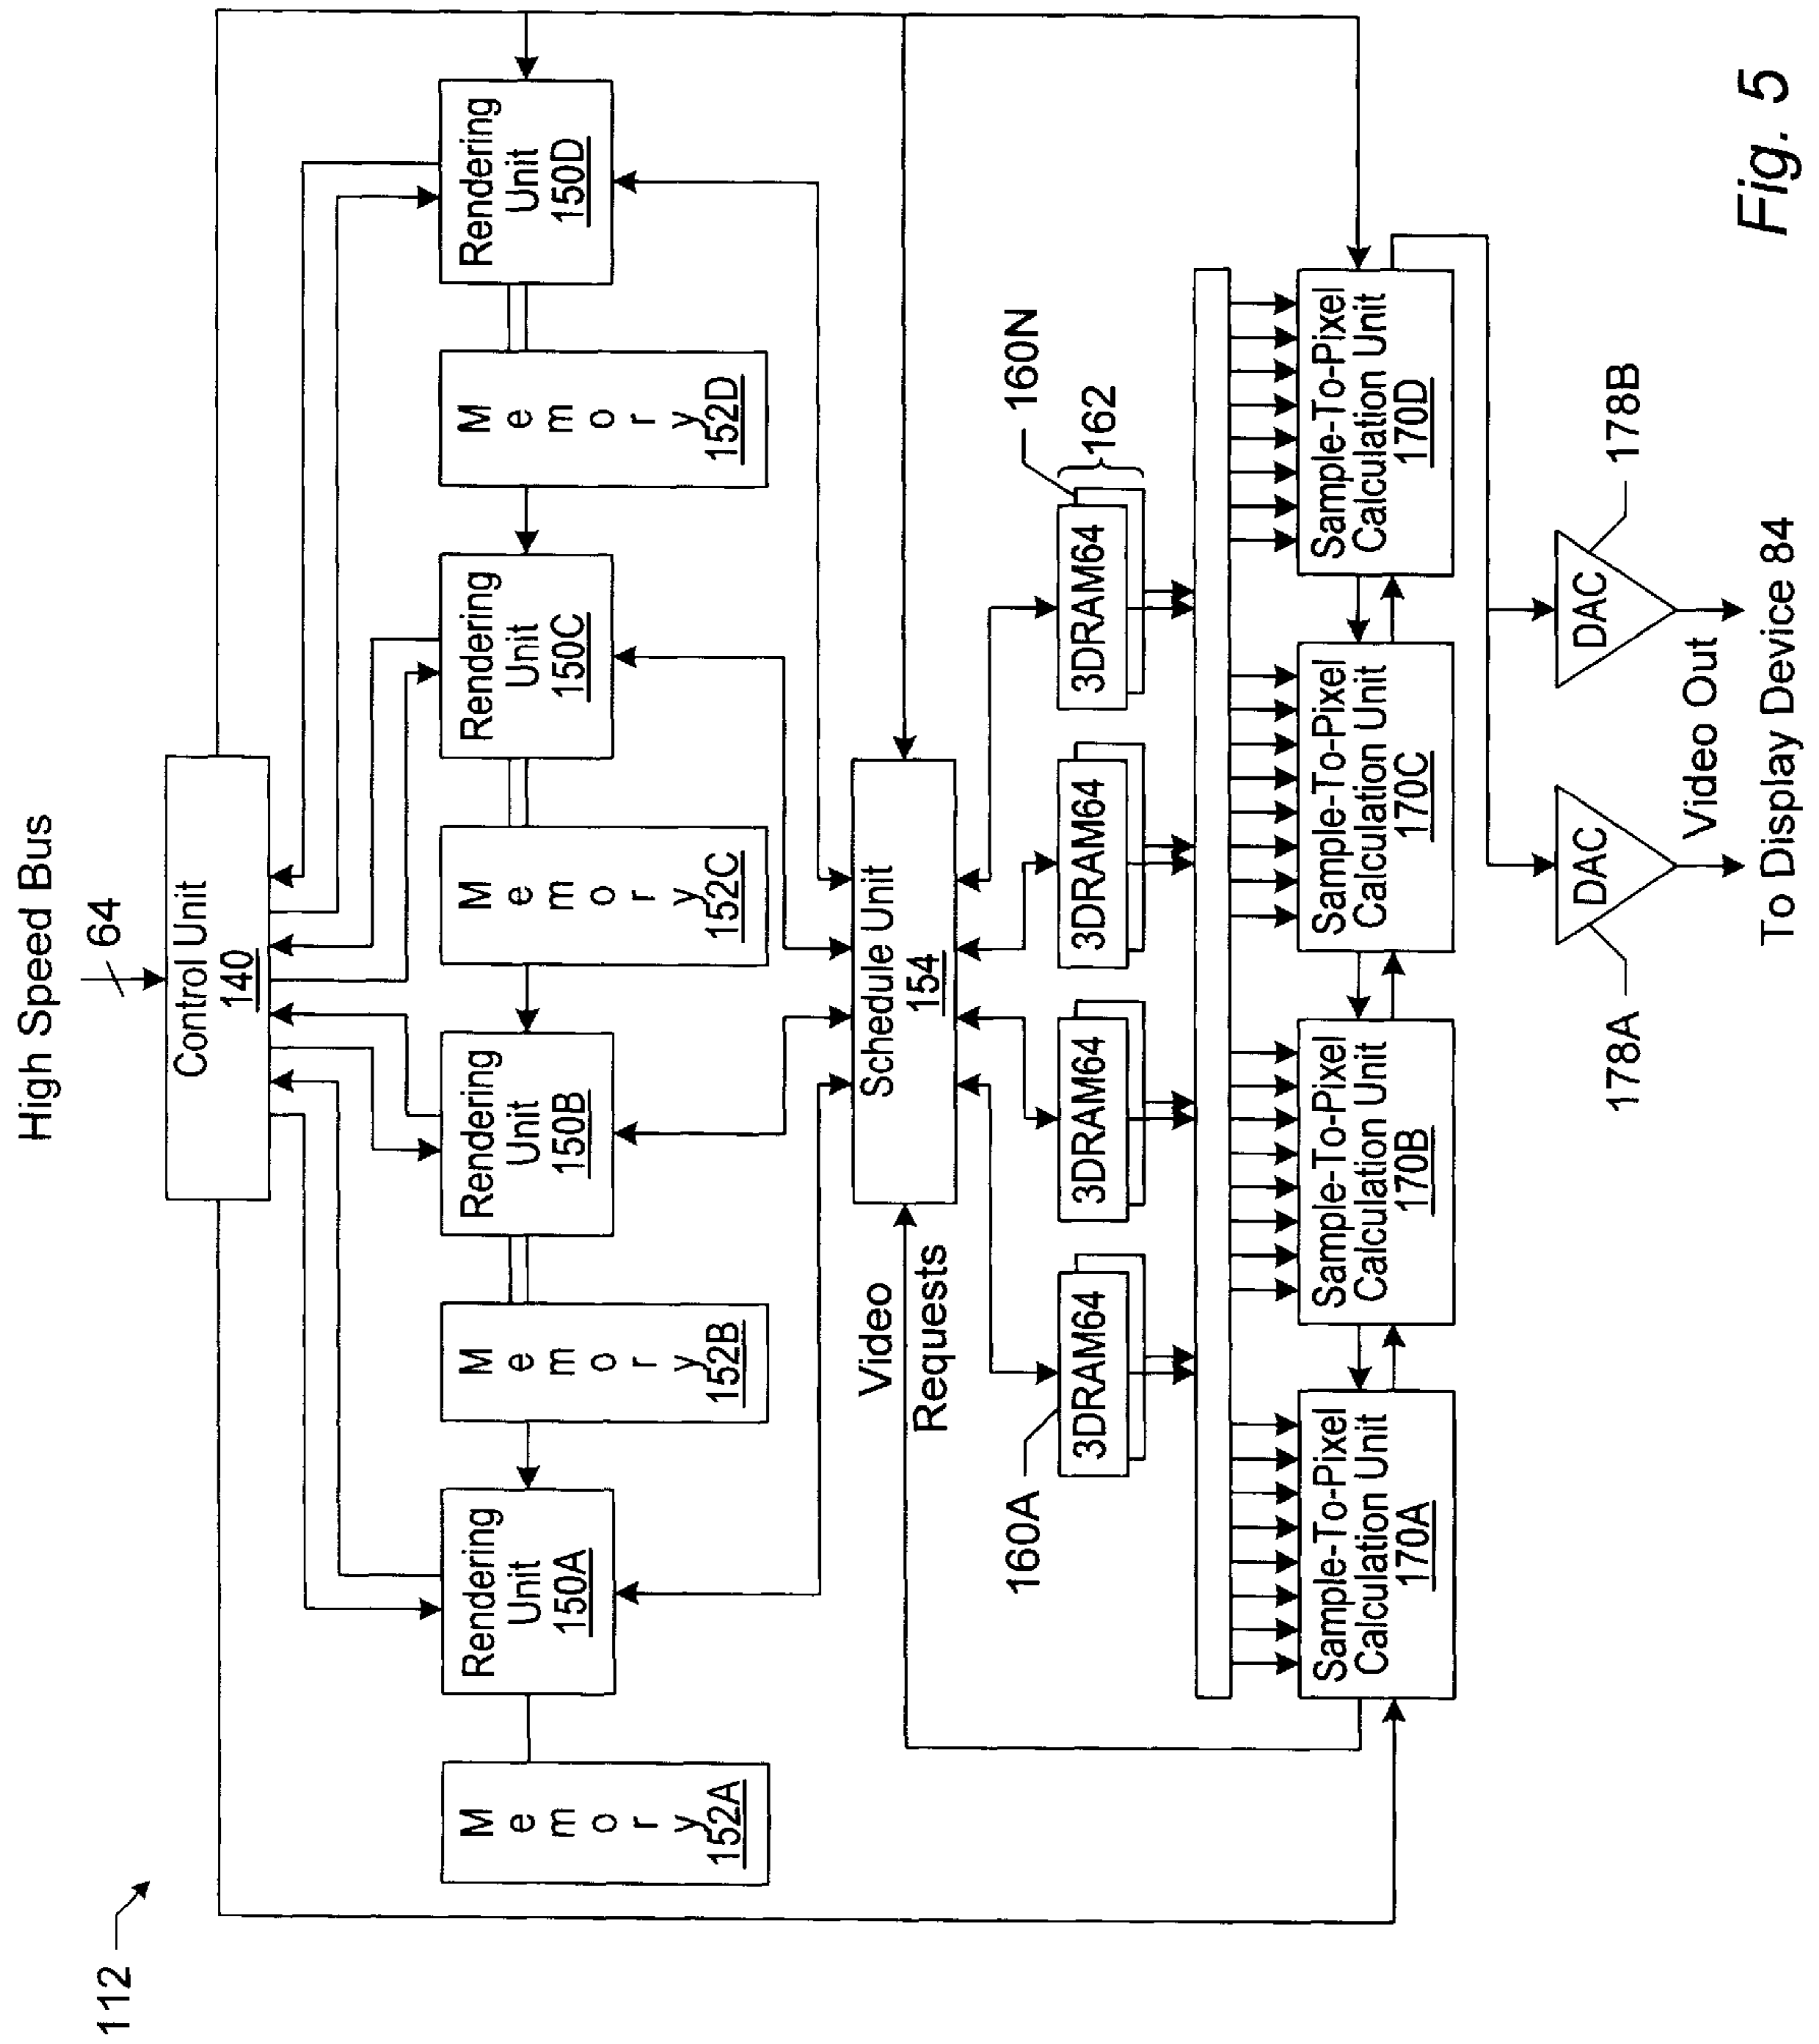 112
High Speed Bus
64
Control Unit
140
Rendering
Unit
150A
Rendering
Unit
150B
Rendering
Unit
150C
Rendering
Unit
150D
M
e
m
o
r
y
152A
M
e
m
o
r
y
152B
M
e
m
o
r
y
152C
M
e
m
o
r
y
152D
Schedule Unit
154
Video
Requests
160A
3DRAM64
3DRAM64
3DRAM64
3DRAM64
160N
162
Sample-To-Pixel
Calculation Unit
170A
Sample-To-Pixel
Calculation Unit
170B
Sample-To-Pixel
Calculation Unit
170C
Sample-To-Pixel
Calculation Unit
170D
178A
DAC
DAC
178B
Video Out
To Display Device 84
Fig. 5